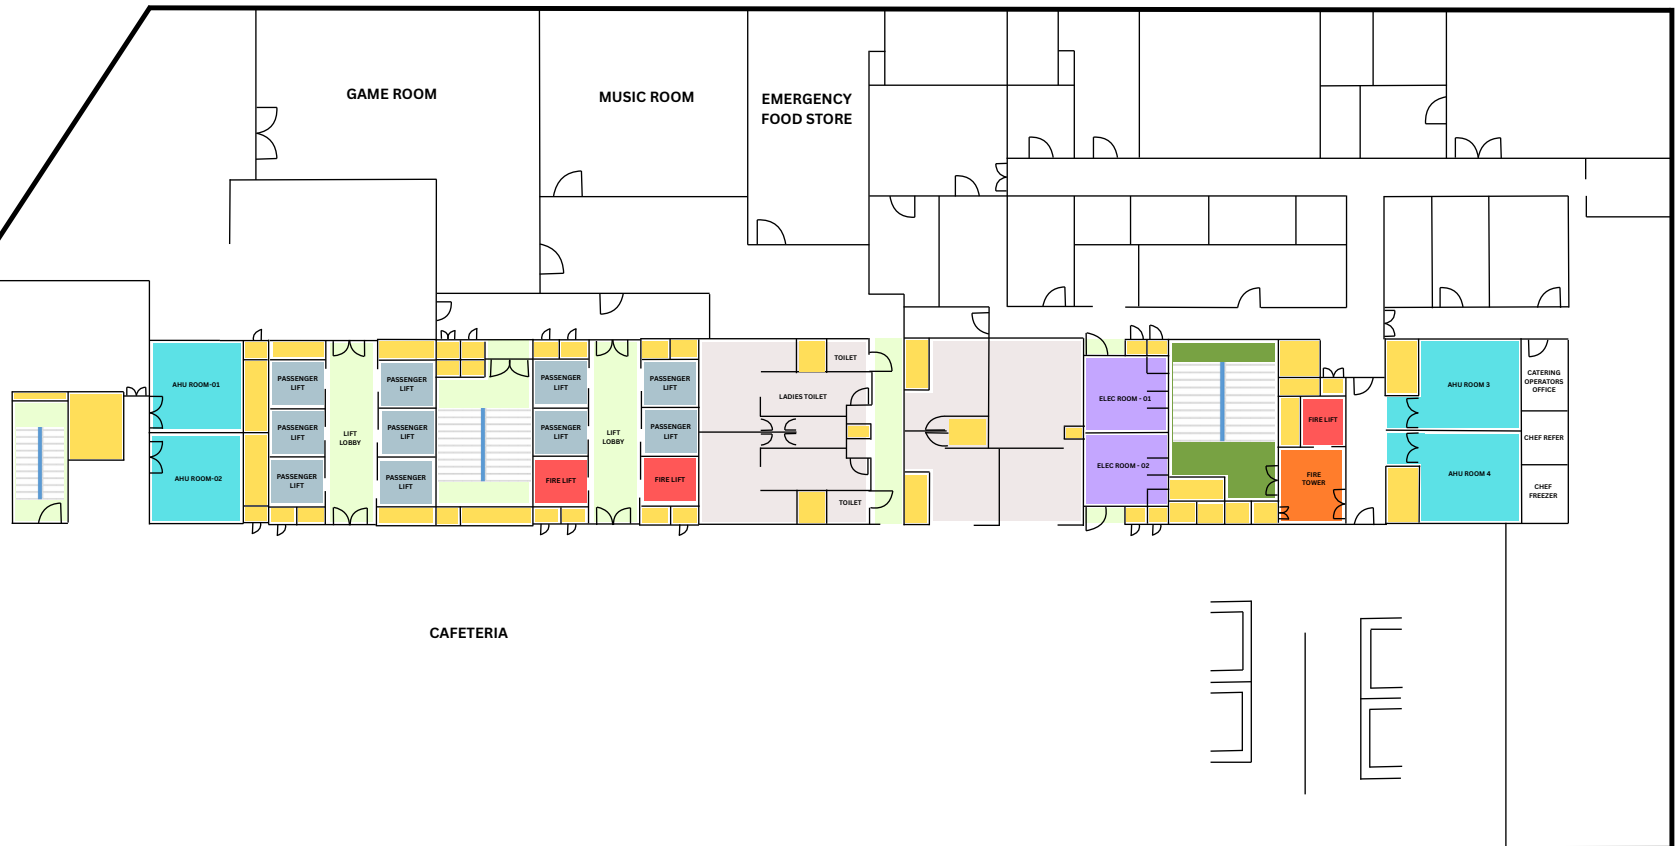 GAME ROOM
MUSIC ROOM
EMERGENCY
FOOD STORE
AHU ROOM-01
AHU ROOM-02
PASSENGER
LIFT
PASSENGER
LIFT
PASSENGER
LIFT
LIFT
LOBBY
PASSENGER
LIFT
PASSENGER
LIFT
PASSENGER
LIFT
PASSENGER
LIFT
PASSENGER
LIFT
FIRE LIFT
LIFT
LOBBY
PASSENGER
LIFT
PASSENGER
LIFT
FIRE LIFT
TOILET
LADIES TOILET
TOILET
ELEC ROOM - 01
ELEC ROOM - 02
FIRE LIFT
FIRE
TOWER
AHU ROOM 3
AHU ROOM 4
CATERING
OPERATORS
OFFICE
CHEF REFER
CHEF
FREEZER
CAFETERIA